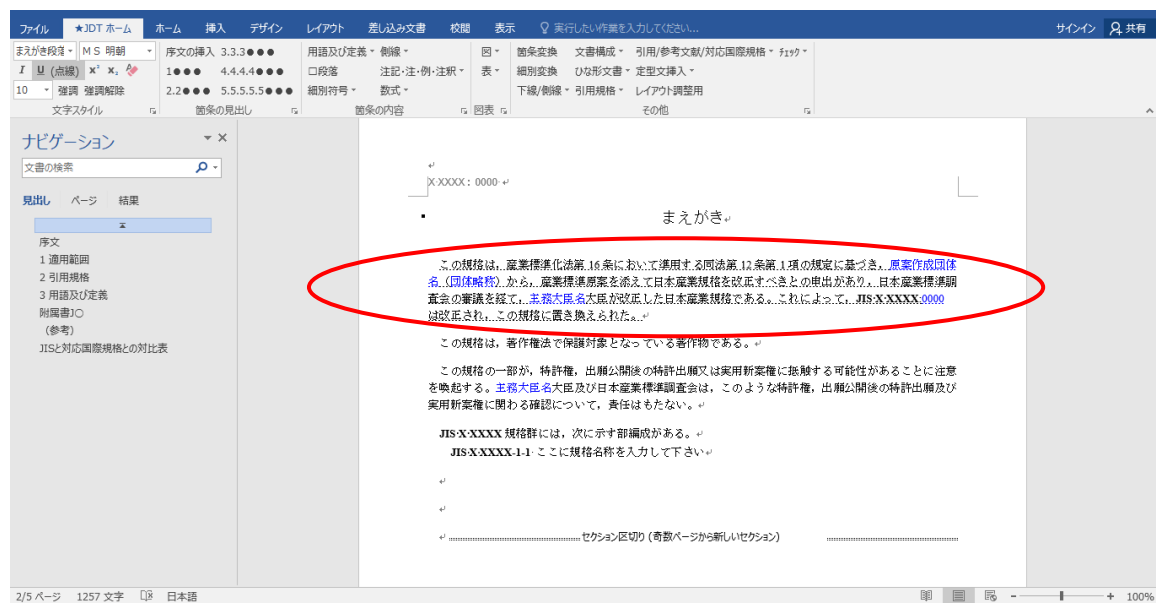 ファイル ★JDT ホーム ホーム 挿入 デザイン レイアウト 差し込み文書 校閲 表示 実行したい作業を入力してください... サインイン 共有
まえがき段落 MS 明朝 序文の挿入 3.3.3●●● 用語及び定義 側線 図 箇条変換 文書構成 引用/参考文献/対応国際規格 チェック
I U (点線) x² x₂ 1●●● 4.4.4.4●●● 口段落 注記・注・例・注釈 表 細別変換 ひな形文書 定型文挿入
10 強調 強調解除 2.2●●● 5.5.5.5.5●●● 細別符号 数式 下線/側線 引用規格 レイアウト調整用
文字スタイル 箇条の見出し 箇条の内容 図表 その他
ナビゲーション
文書の検索
見出し ページ 結果
序文
1 適用範囲
2 引用規格
3 用語及び定義
附属書J○
(参考)
JISと対応国際規格との対比表
X XXXX: 0000
まえがき
この規格は，産業標準化法第 16 条において準用する同法第 12 条第 1 項の規定に基づき，原案作成団体
名（団体略称）から，産業標準原案を添えて日本産業規格を改正すべきとの申出があり，日本産業標準調
査会の審議を経て，主務大臣名大臣が改正した日本産業規格である。これによって，JIS X XXXX:0000
は改正され，この規格に置き換えられた。
この規格は，著作権法で保護対象となっている著作物である。
この規格の一部が，特許権，出願公開後の特許出願又は実用新案権に抵触する可能性があることに注意
を喚起する。主務大臣名大臣及び日本産業標準調査会は，このような特許権，出願公開後の特許出願及び
実用新案権に関わる確認について，責任はもたない。
JIS X XXXX 規格群には，次に示す部編成がある。
JIS X XXXX-1-1 ここに規格名称を入力して下さい
セクション区切り (奇数ページから新しいセクション)
2/5 ページ 1257 文字 日本語 100%